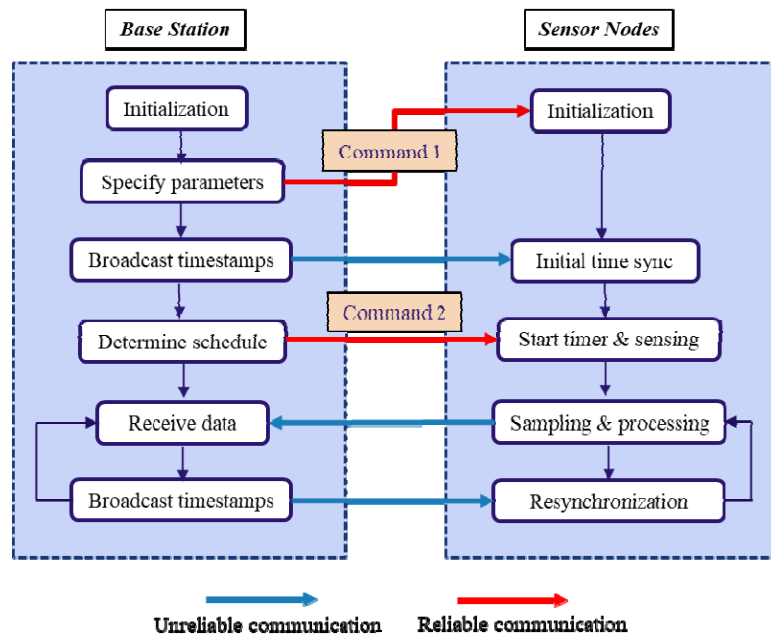 Base Station
Sensor Nodes
Initialization
Initialization
Command 1
Specify parameters
Broadcast timestamps
Initial time sync
Command 2
Determine schedule
Start timer & sensing
Receive data
Sampling & processing
Broadcast timestamps
Resynchronization
Unreliable communication
Reliable communication